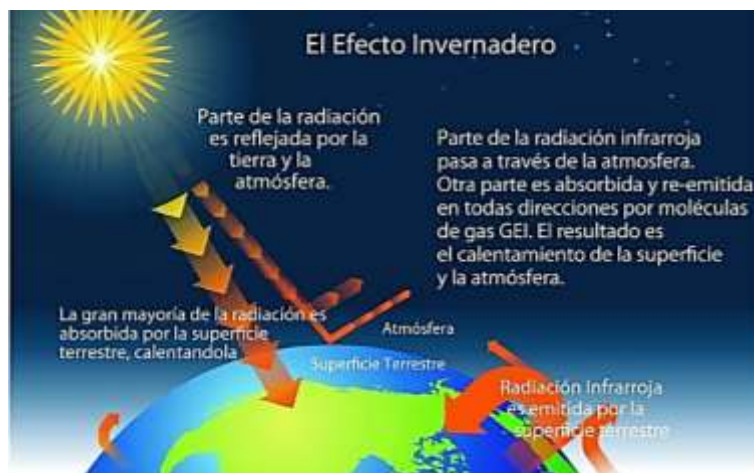 El Efecto Invernadero
Parte de la radiación
es reflejada por la
tierra y la
atmósfera.
Parte de la radiación infrarroja
pasa a través de la atmosfera.
Otra parte es absorbida y re-emitida
en todas direcciones por moléculas
de gas GEI. El resultado es
el calentamiento de la superficie
y la atmósfera.
La gran mayoría de la radiación es
absorbida por la superficie
terrestre, calentandola
Atmósfera
Superficie Terrestre
Radiación Infrarroja
es emitida por la
superficie terrestre